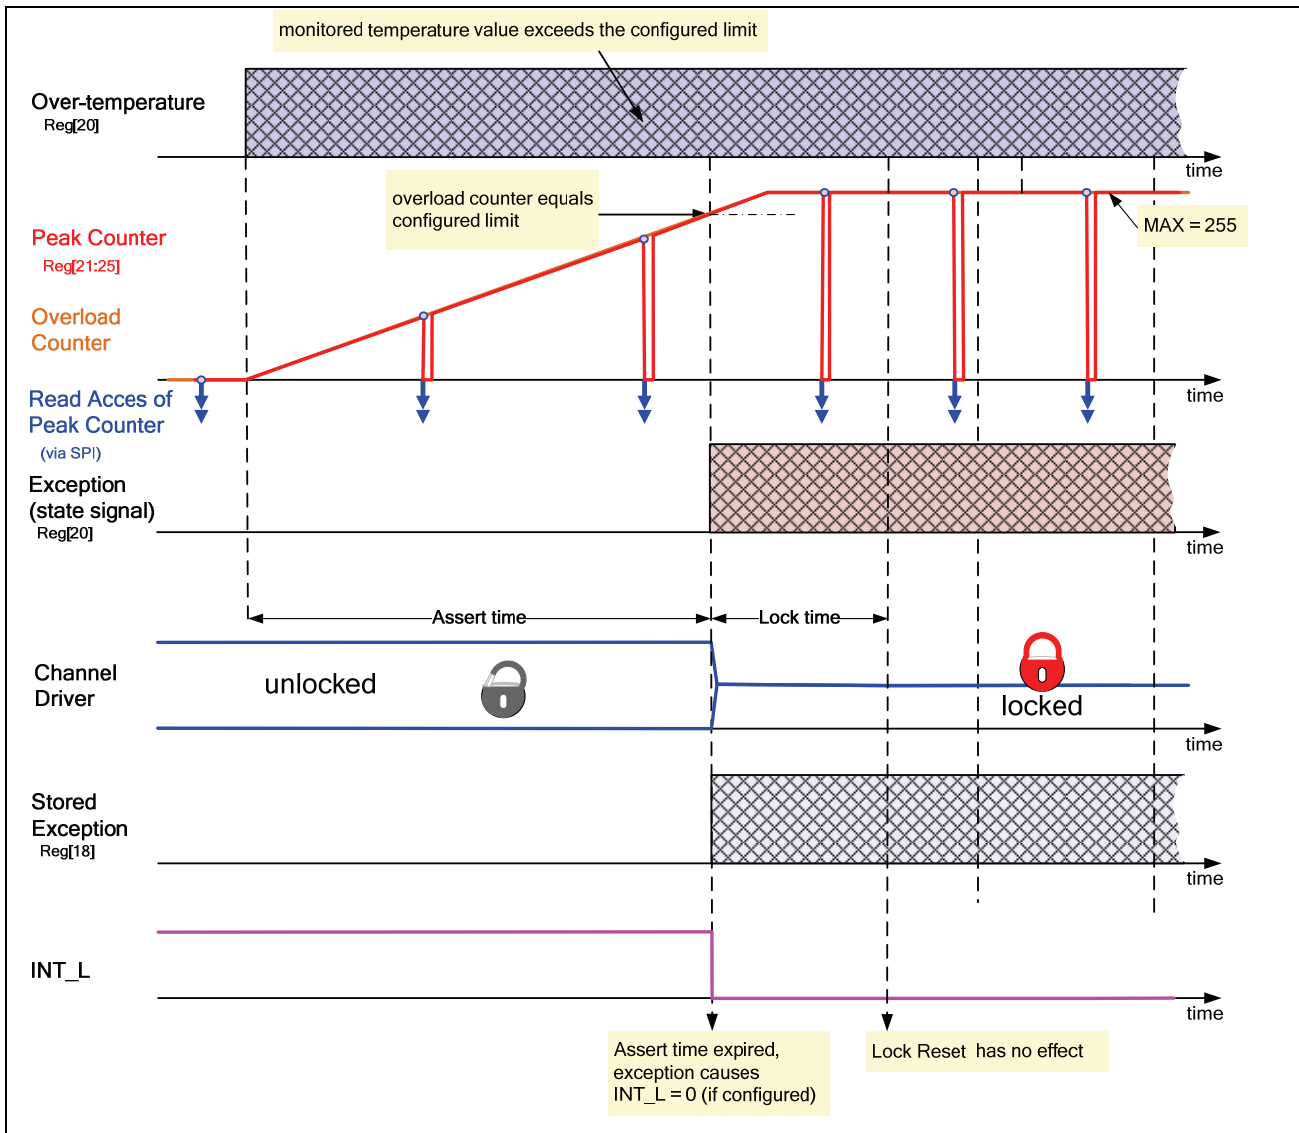 monitored temperature value exceeds the configured limit
Over-temperature
Reg[20]
time
overload counter equals
configured limit
MAX = 255
Peak Counter
Reg[21:25]
Overload
Counter
time
Read Acces of
Peak Counter
(via SPI)
Exception
(state signal)
Reg[20]
time
Assert time
Lock time
Channel
Driver
unlocked
locked
time
Stored
Exception
Reg[18]
time
INT_L
time
Assert time expired,
exception causes
INT_L = 0 (if configured)
Lock Reset has no effect